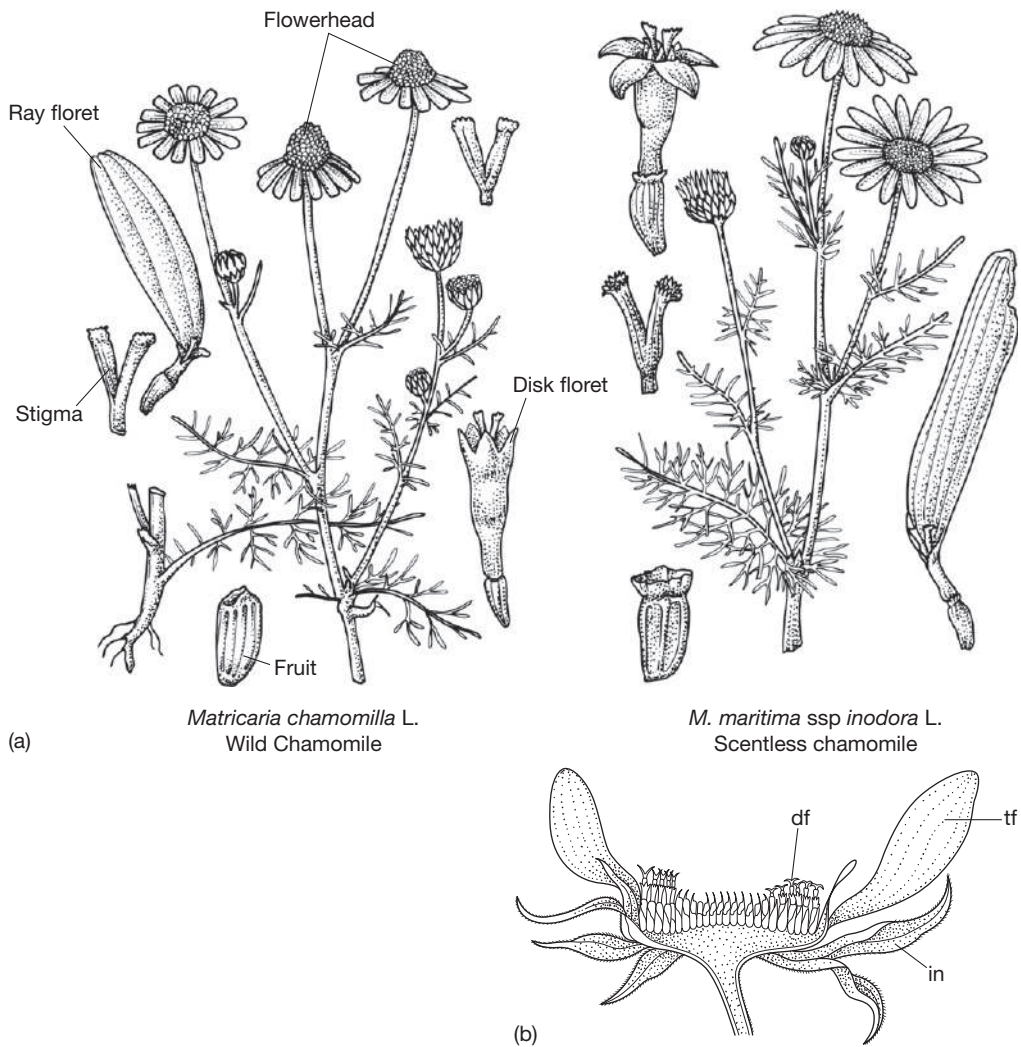 Flowerhead
Ray floret
Stigma
Disk floret
Fruit
Matricaria chamomilla L.
Wild Chamomile
M. maritima ssp inodora L.
Scentless chamomile
(a)
df
tf
in
(b)